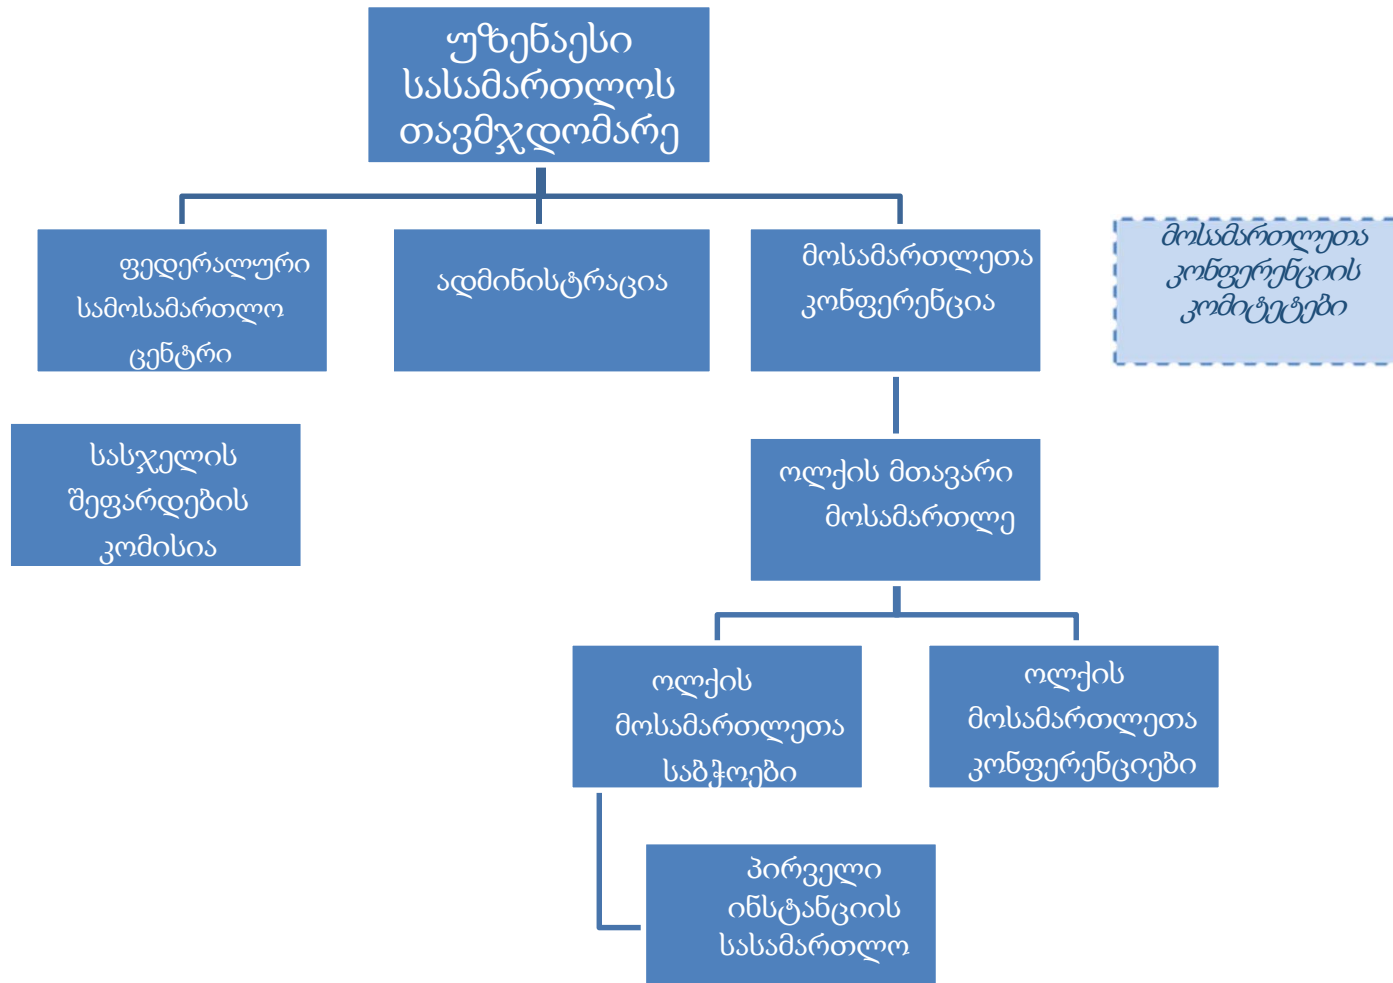 უზენაესი
სასამართლოს
თავმჯდომარე
ფედერალური
სამოსამართლო
ცენტრი
ადმინისტრაცია
მოსამართლეთა
კონფერენცია
მოსამართლეთა
კონფერენციის
კომიტეტები
სასჯელის
შეფარდების
კომისია
ოლქის მთავარი
მოსამართლე
ოლქის
მოსამართლეთა
საბჭოები
ოლქის
მოსამართლეთა
კონფერენციები
პირველი
ინსტანციის
სასამართლო